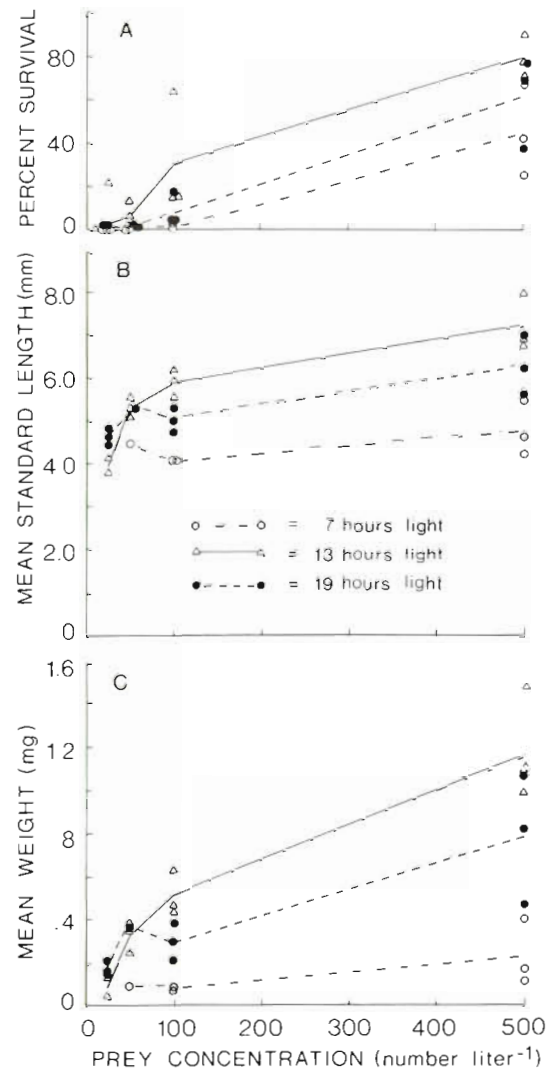 A
80
40
0
PERCENT SURVIVAL
B
8.0
6.0
4.0
2.0
0
MEAN STANDARD LENGTH (mm)
= 7 hours light
= 13 hours light
= 19 hours light
C
1.6
1.2
.8
.4
0
MEAN WEIGHT (mg)
0 100 200 300 400 500
PREY CONCENTRATION (number liter-1)